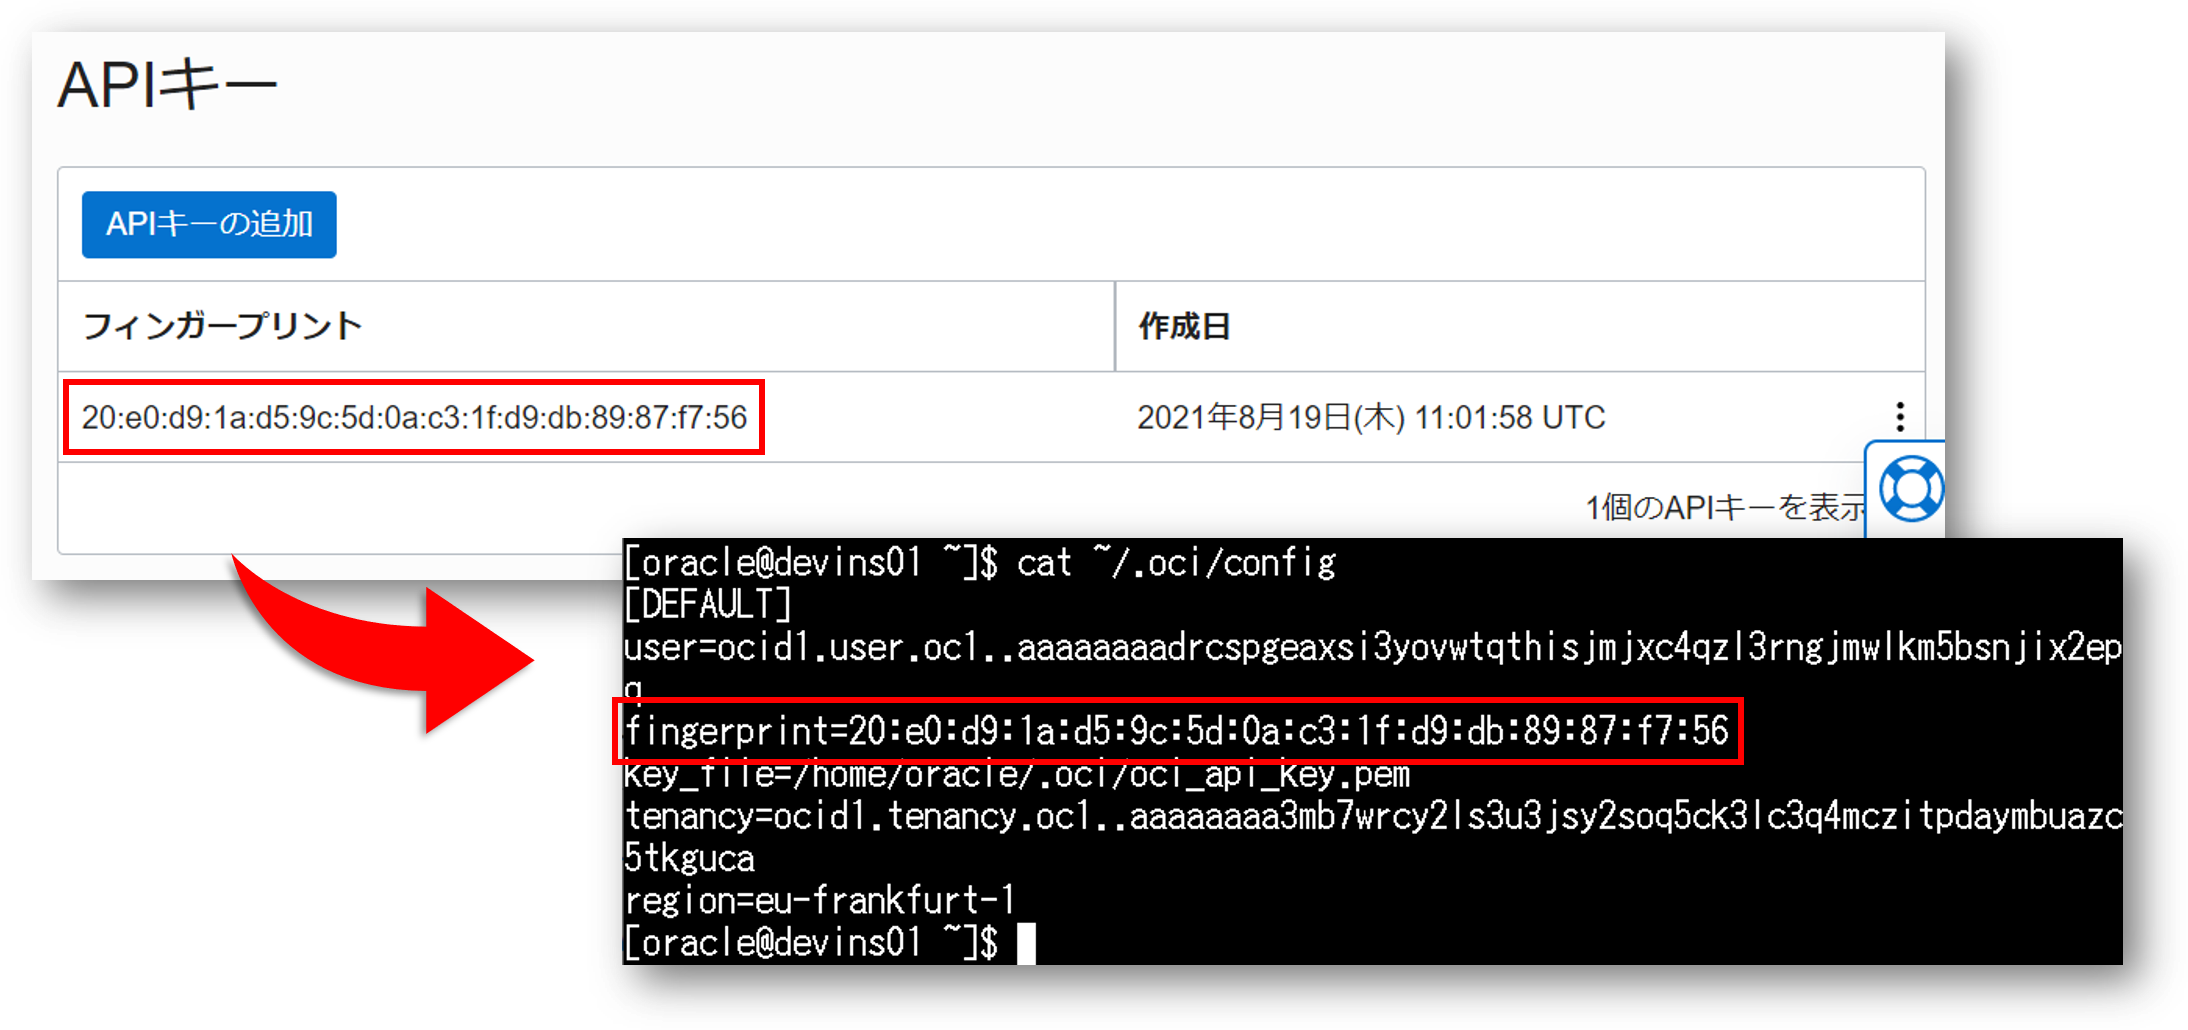 APIキー
APIキーの追加
フィンガープリント 作成日
20:e0:d9:1a:d5:9c:5d:0a:c3:1f:d9:db:89:87:f7:56 2021年8月19日(木) 11:01:58 UTC
1個のAPIキーを表示
[oracle@devins01 ~]$ cat ~/.oci/config
[DEFAULT]
user=ocid1.user.oc1..aaaaaaaadrcspgeaxsi3yovwtqthisjmjxc4qzl3rngjmwlkm5bsnjix2ep
q
fingerprint=20:e0:d9:1a:d5:9c:5d:0a:c3:1f:d9:db:89:87:f7:56
key_file=/home/oracle/.oci/oci_api_key.pem
tenancy=ocid1.tenancy.oc1..aaaaaaaa3mb7wrcy2ls3u3jsy2soq5ck3lc3q4mczitpdaymbuazc
5tkguca
region=eu-frankfurt-1
[oracle@devins01 ~]$